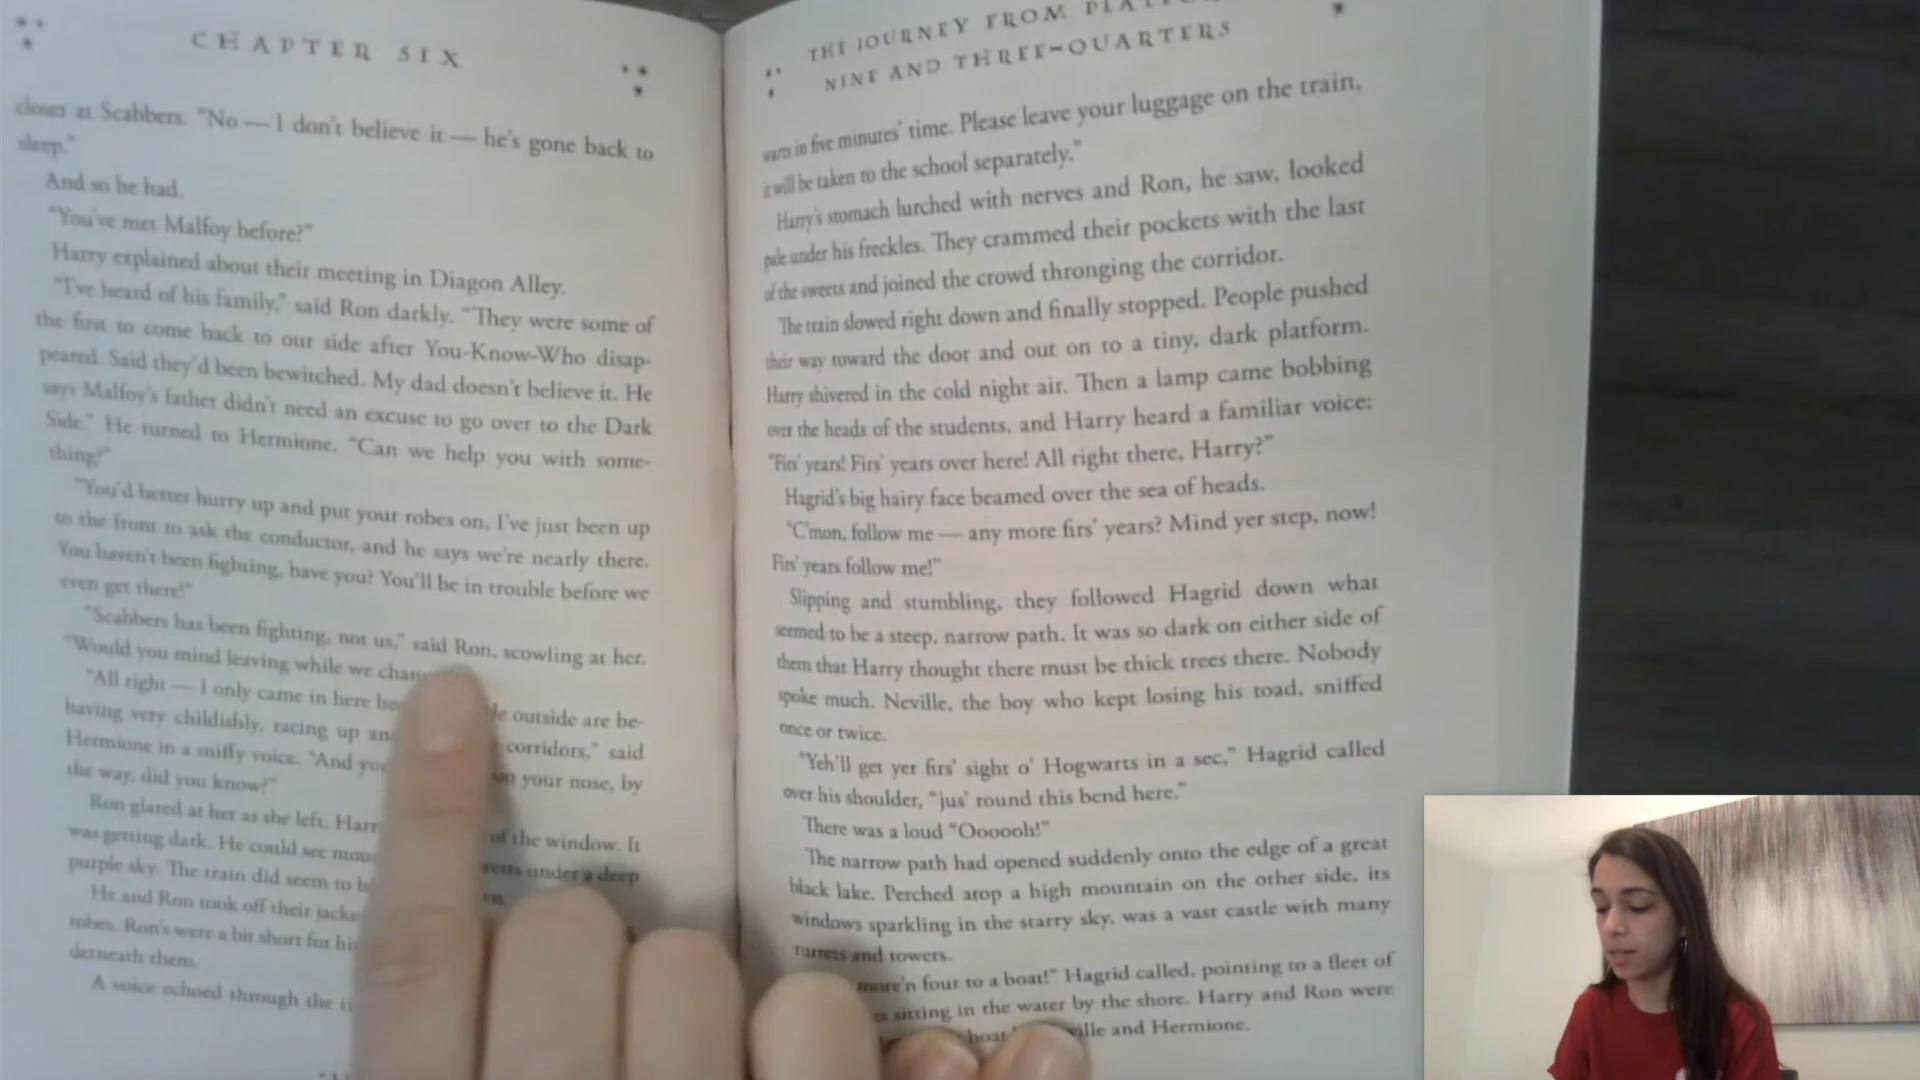 CHAPTER SIX
closer at Scabbers. "No — I don't believe it — he's gone back to
sleep."
And so he had.
"You've met Malfoy before?"
Harry explained about their meeting in Diagon Alley.
"I've heard of his family," said Ron darkly. "They were some of
the first to come back to our side after You-Know-Who disap-
peared. Said they'd been bewitched. My dad doesn't believe it. He
says Malfoy's father didn't need an excuse to go over to the Dark
Side." He turned to Hermione. "Can we help you with some-
thing?"
"You'd better hurry up and put your robes on, I've just been up
to the front to ask the conductor, and he says we're nearly there.
You haven't been fighting, have you? You'll be in trouble before we
even get there!"
"Scabbers has been fighting, not us," said Ron, scowling at her.
"Would you mind leaving while we
"All right — I only came in here outside are be-
having very childishly, racing up corridors," said
Hermione in a sniffy voice. "And on your nose, by
the way, did you know?"
Ron glared at her as she left. of the window. It
was getting dark. He could see under a deep
purple sky. The train did seem to
He and Ron took off their
robes. Ron's were a bit short for
derneath them.
A voice echoed through the
THE JOURNEY FROM
NINE AND THREE-QUARTERS
warts in five minutes' time. Please leave your luggage on the train,
it will be taken to the school separately."
Harry's stomach lurched with nerves and Ron, he saw, looked
pale under his freckles. They crammed their pockets with the last
of the sweets and joined the crowd thronging the corridor.
The train slowed right down and finally stopped. People pushed
their way toward the door and out on to a tiny, dark platform.
Harry shivered in the cold night air. Then a lamp came bobbing
over the heads of the students, and Harry heard a familiar voice:
"Firs' years! Firs' years over here! All right there, Harry?"
Hagrid's big hairy face beamed over the sea of heads.
"C'mon, follow me — any more firs' years? Mind yer step, now!
Firs' years follow me!"
Slipping and stumbling, they followed Hagrid down what
seemed to be a steep, narrow path. It was so dark on either side of
them that Harry thought there must be thick trees there. Nobody
spoke much. Neville, the boy who kept losing his toad, sniffed
once or twice.
"Yeh'll get yer firs' sight o' Hogwarts in a sec," Hagrid called
over his shoulder, "jus' round this bend here."
There was a loud "Oooooh!"
The narrow path had opened suddenly onto the edge of a great
black lake. Perched atop a high mountain on the other side, its
windows sparkling in the starry sky, was a vast castle with many
turrets and towers.
more'n four to a boat!" Hagrid called, pointing to a fleet of
sitting in the water by the shore. Harry and Ron were
and Hermione.